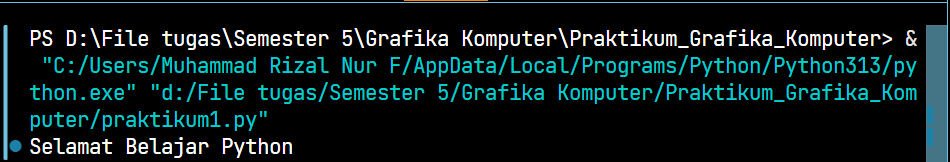 PS D:\File tugas\Semester 5\Grafika Komputer\Praktikum_Grafika_Komputer> &
"C:/Users/Muhammad Rizal Nur F/AppData/Local/Programs/Python/Python313/py
thon.exe" "d:/File tugas/Semester 5/Grafika Komputer/Praktikum_Grafika_Kom
puter/praktikum1.py"
Selamat Belajar Python